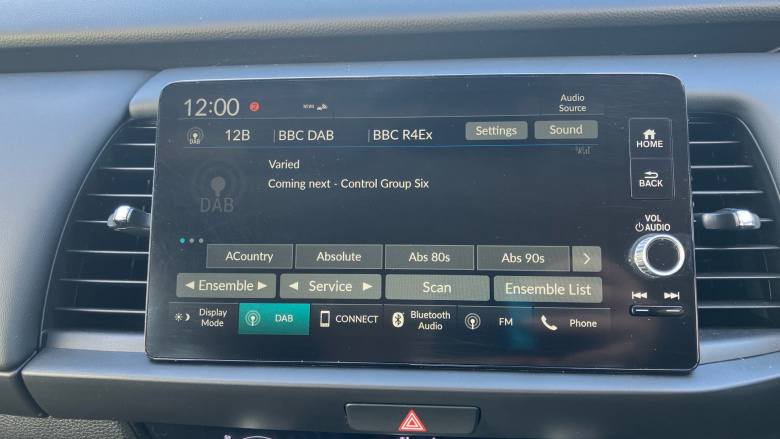 12:00 2
Audio
Source
DAB 12B BBC DAB BBC R4Ex Settings Sound
HOME
Varied
Coming next - Control Group Six
BACK
DAB
VOL
AUDIO
ACountry Absolute Abs 80s Abs 90s
Ensemble Service Scan Ensemble List
Display
Mode
DAB CONNECT
Bluetooth
Audio
FM Phone